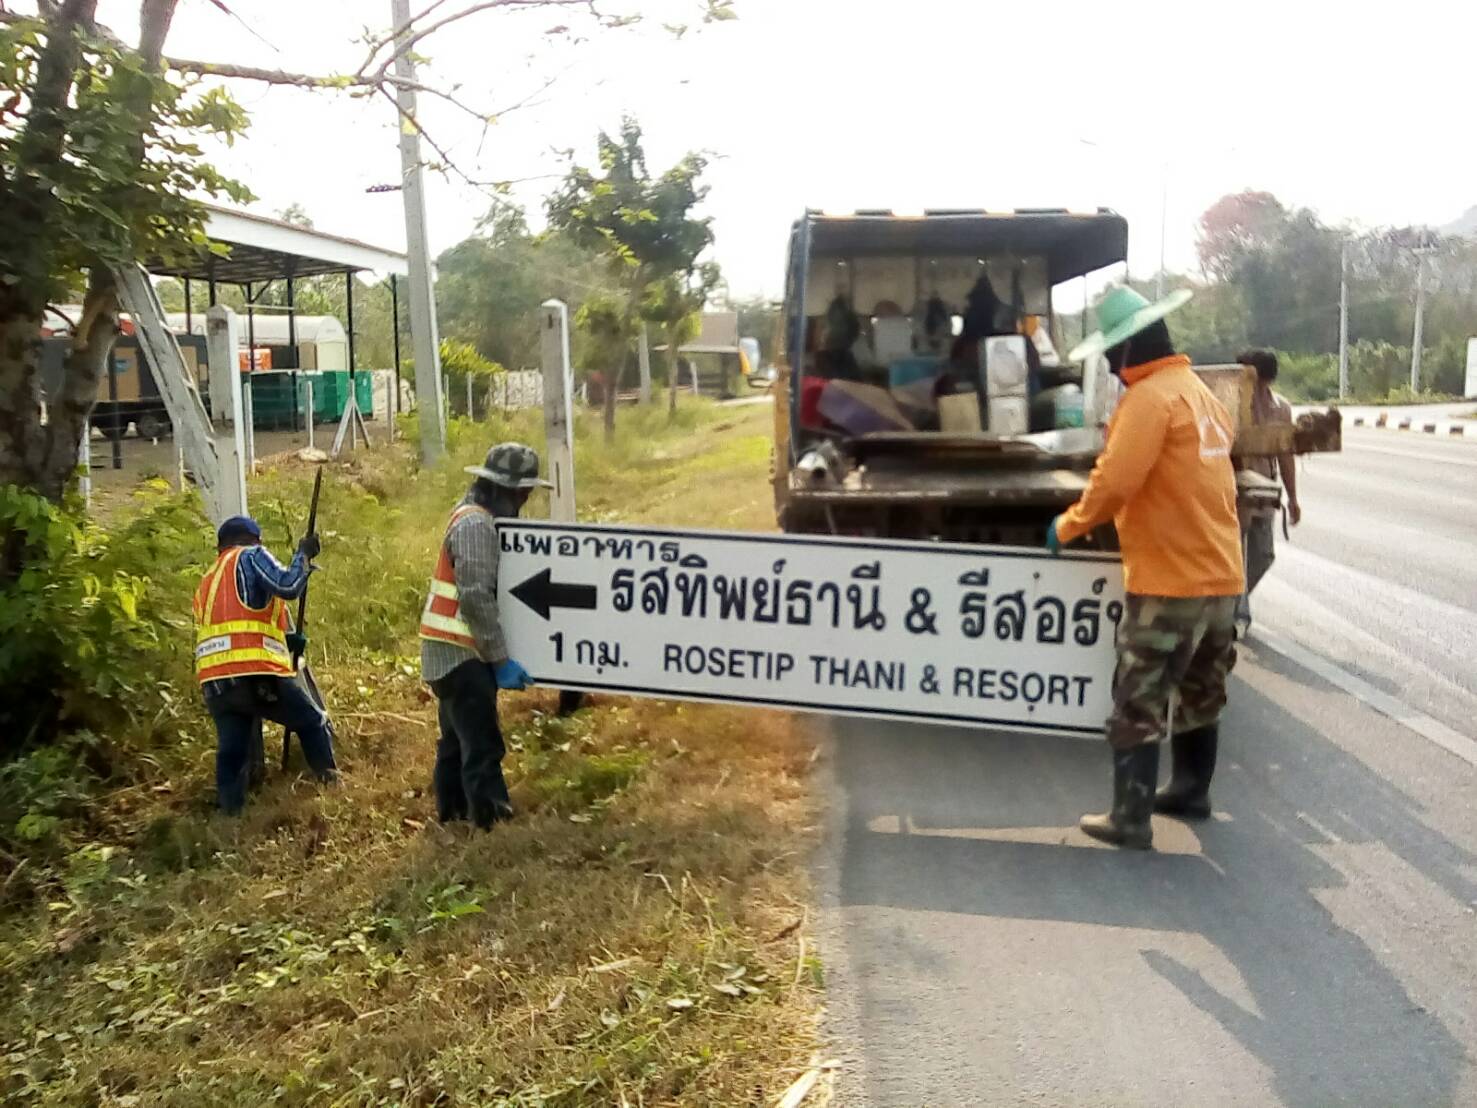 แพอาหาร
รสทิพย์ธานี & รีสอร์
1 กม. ROSETIP THANI & RESORT